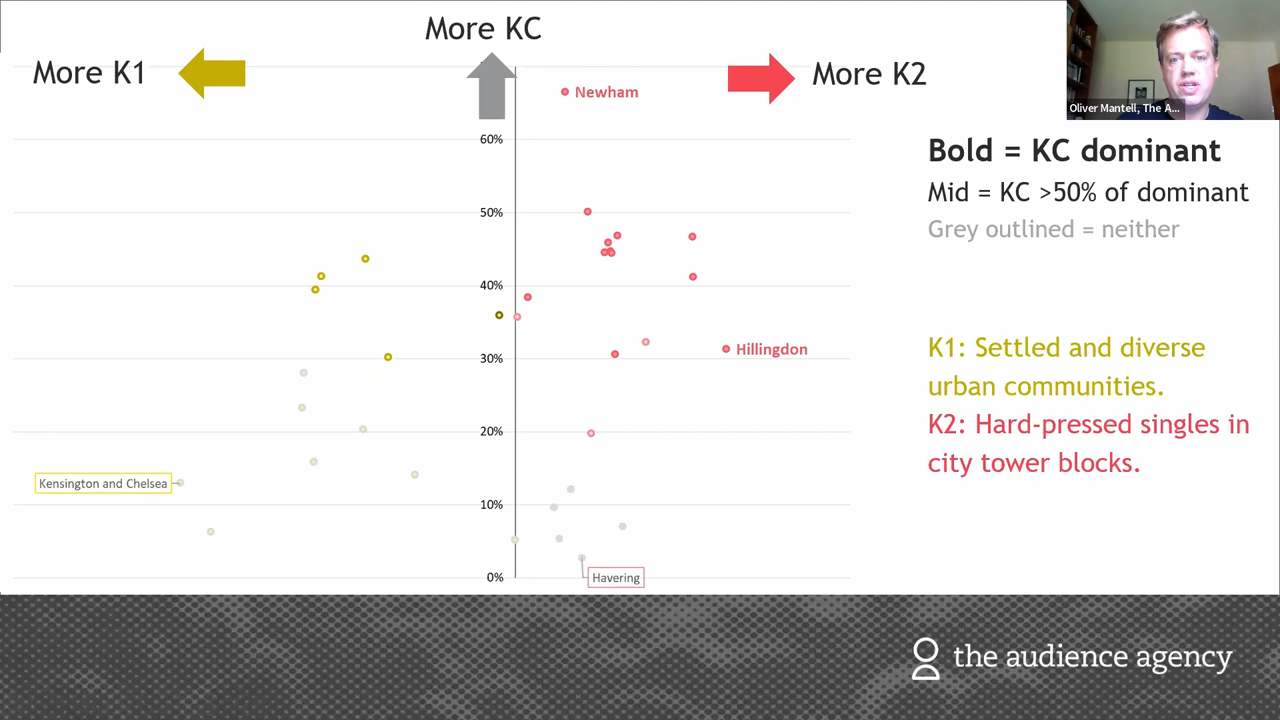 More KC
More K1
More K2
Oliver Mantell, The A...
Newham
60%
Bold = KC dominant
Mid = KC >50% of dominant
Grey outlined = neither
50%
40%
30%
Hillingdon
K1: Settled and diverse
urban communities.
K2: Hard-pressed singles in
city tower blocks.
20%
Kensington and Chelsea
10%
0%
Havering
the audience agency